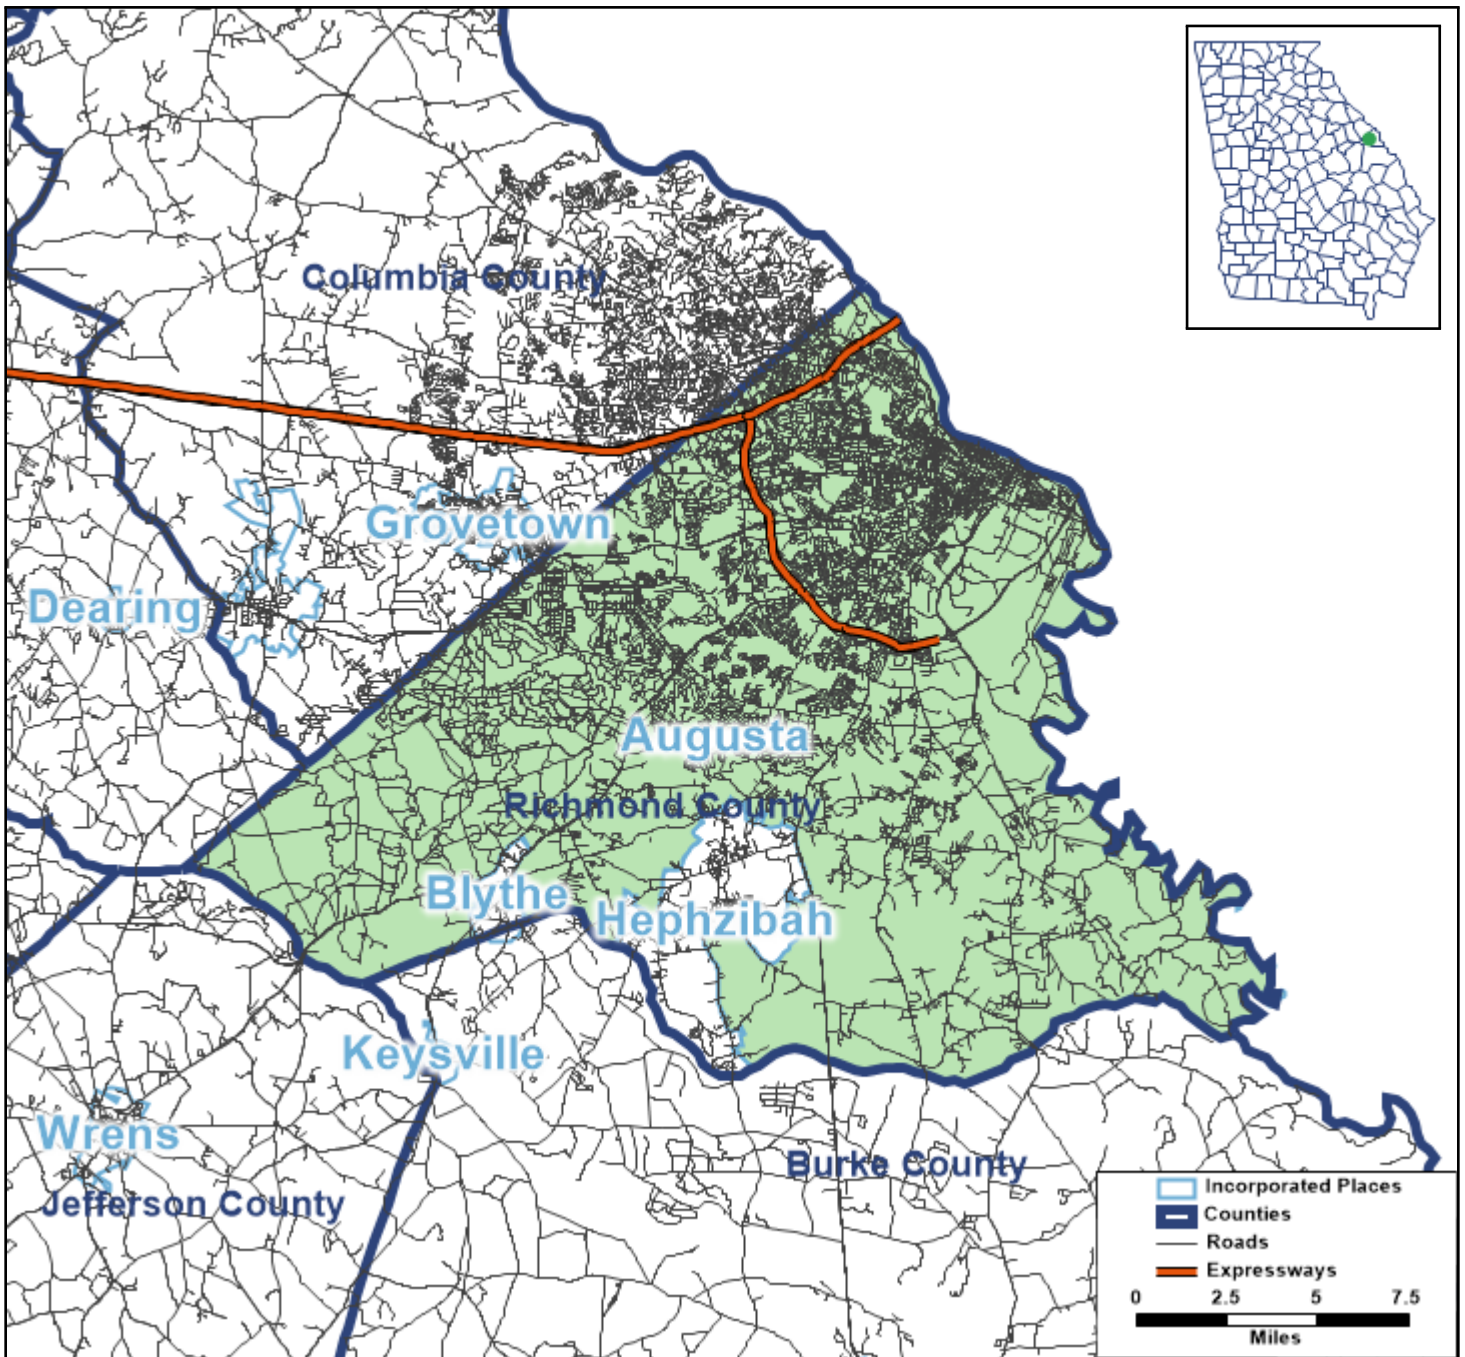 Columbia County
Grovetown
Dearing
Augusta
Richmond County
Blythe
Hephzibah
Keysville
Wrens
Burke County
Jefferson County
Incorporated Places
Counties
Roads
Expressways
0 2.5 5 7.5
Miles